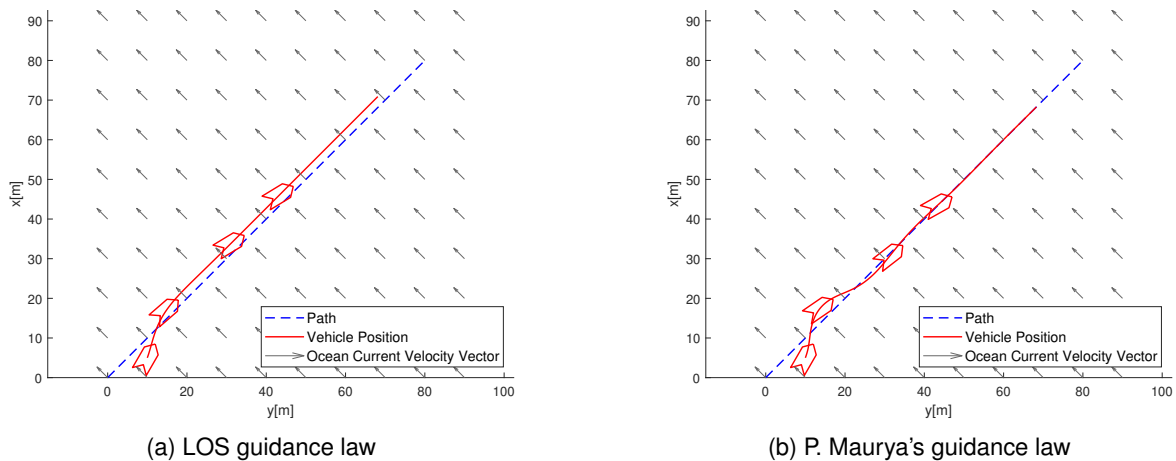 90
80
70
60
50
40
30
20
10
0
x[m]
0 20 40 60 80 100
y[m]
Path
Vehicle Position
Ocean Current Velocity Vector
(a) LOS guidance law
90
80
70
60
50
40
30
20
10
0
x[m]
0 20 40 60 80 100
y[m]
Path
Vehicle Position
Ocean Current Velocity Vector
(b) P. Maurya's guidance law